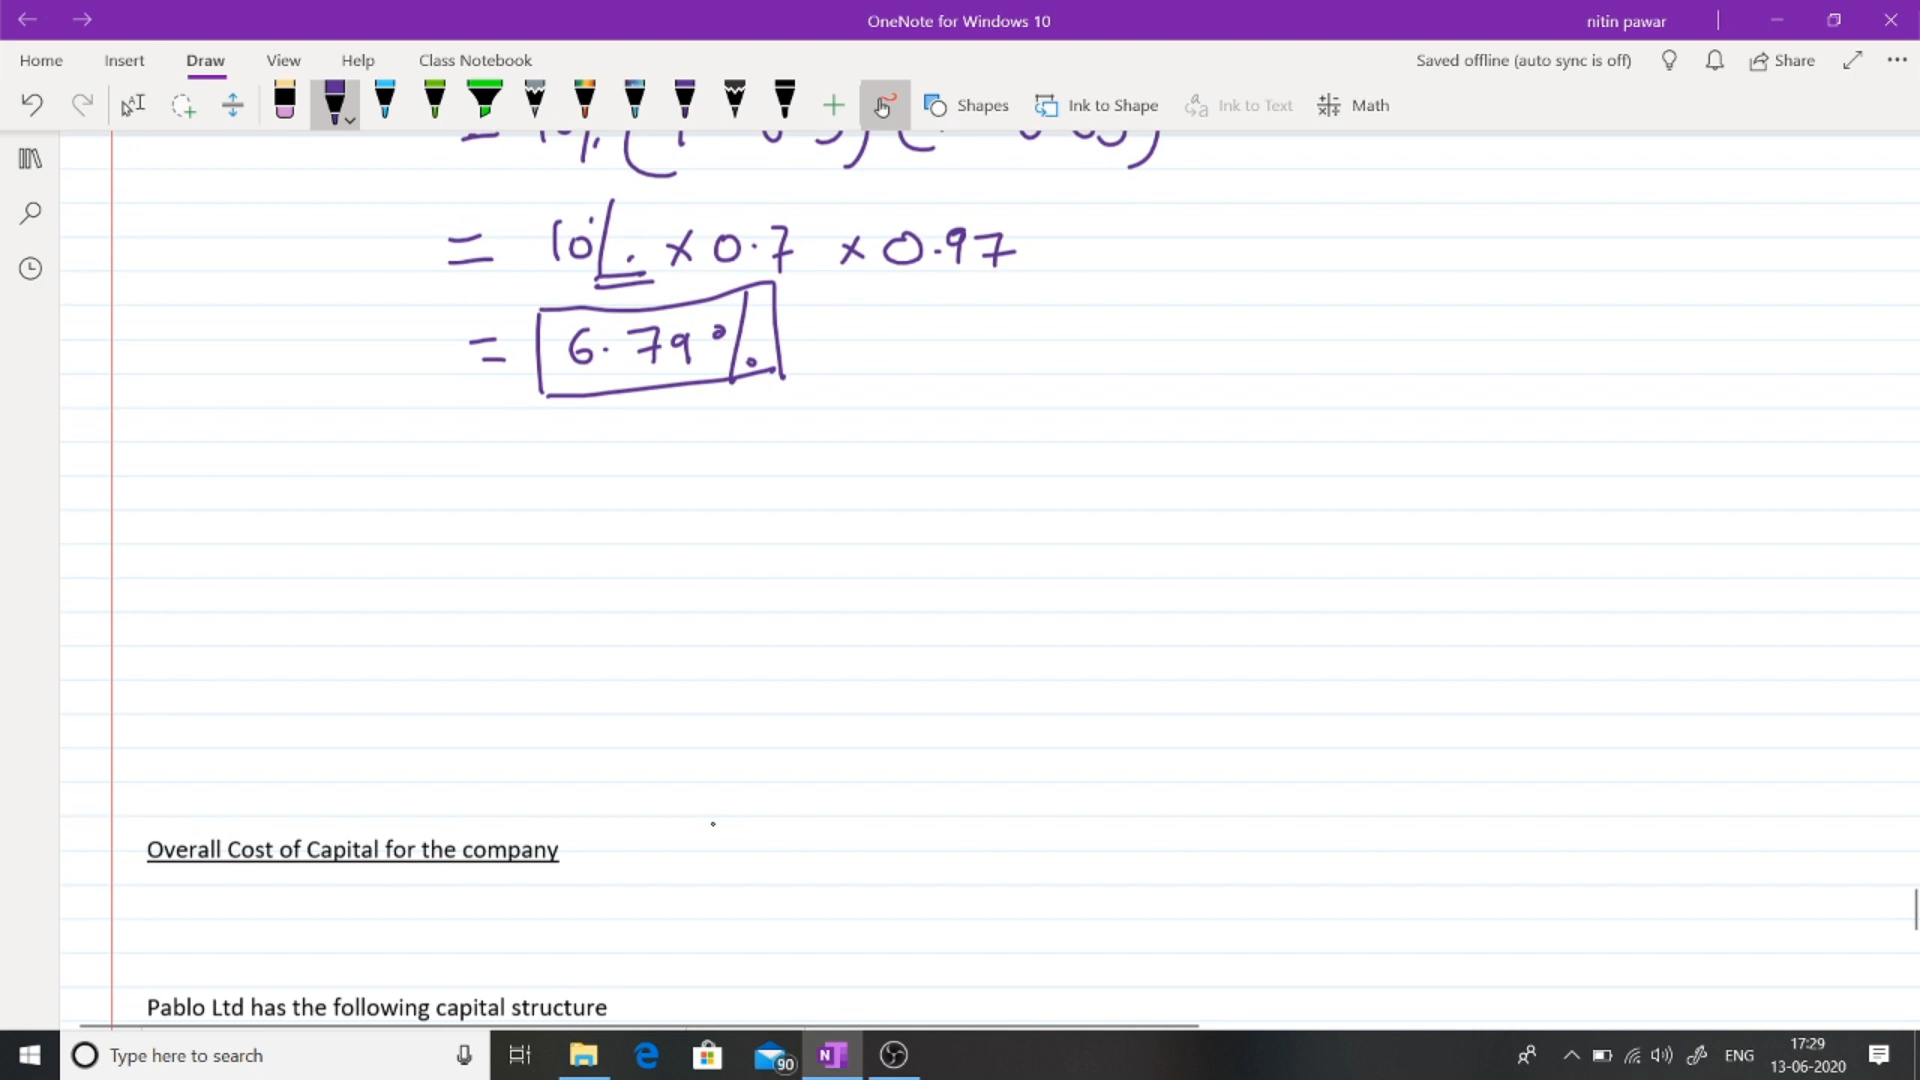 OneNote for Windows 10
nitin pawar
Home Insert Draw View Help Class Notebook
Saved offline (auto sync is off) Share
Shapes Ink to Shape Ink to Text Math
= 10% × 0.7 × 0.97
= 6.79%
Overall Cost of Capital for the company
Pablo Ltd has the following capital structure
Type here to search
90
ENG
17:29
13-06-2020